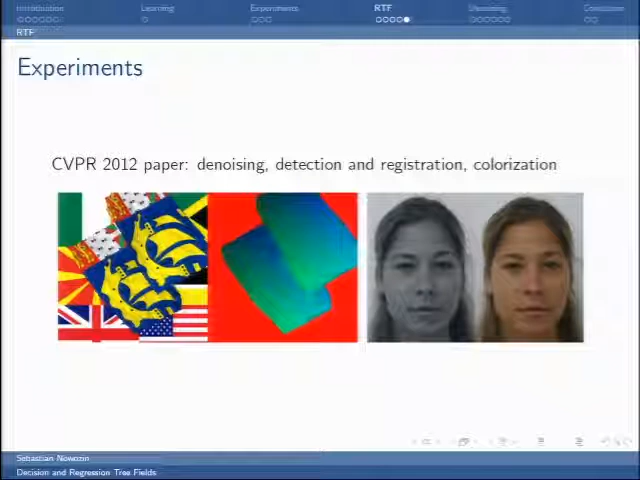 Introduction Learning Experiments RTF Conclusion
RTF
Experiments
CVPR 2012 paper: denoising, detection and registration, colorization
Sebastian Nowozin
Decision and Regression Tree Fields